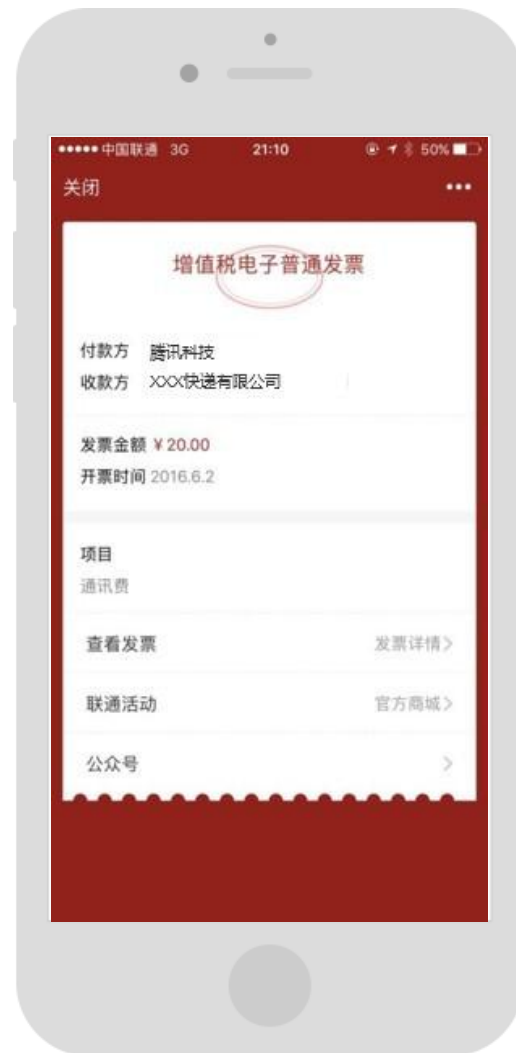 中国联通 3G 21:10 50%
关闭
增值税电子普通发票
付款方 腾讯科技
收款方 XXX快递有限公司
发票金额 ¥20.00
开票时间 2016.6.2
项目
通讯费
查看发票 发票详情>
联通活动 官方商城>
公众号 >